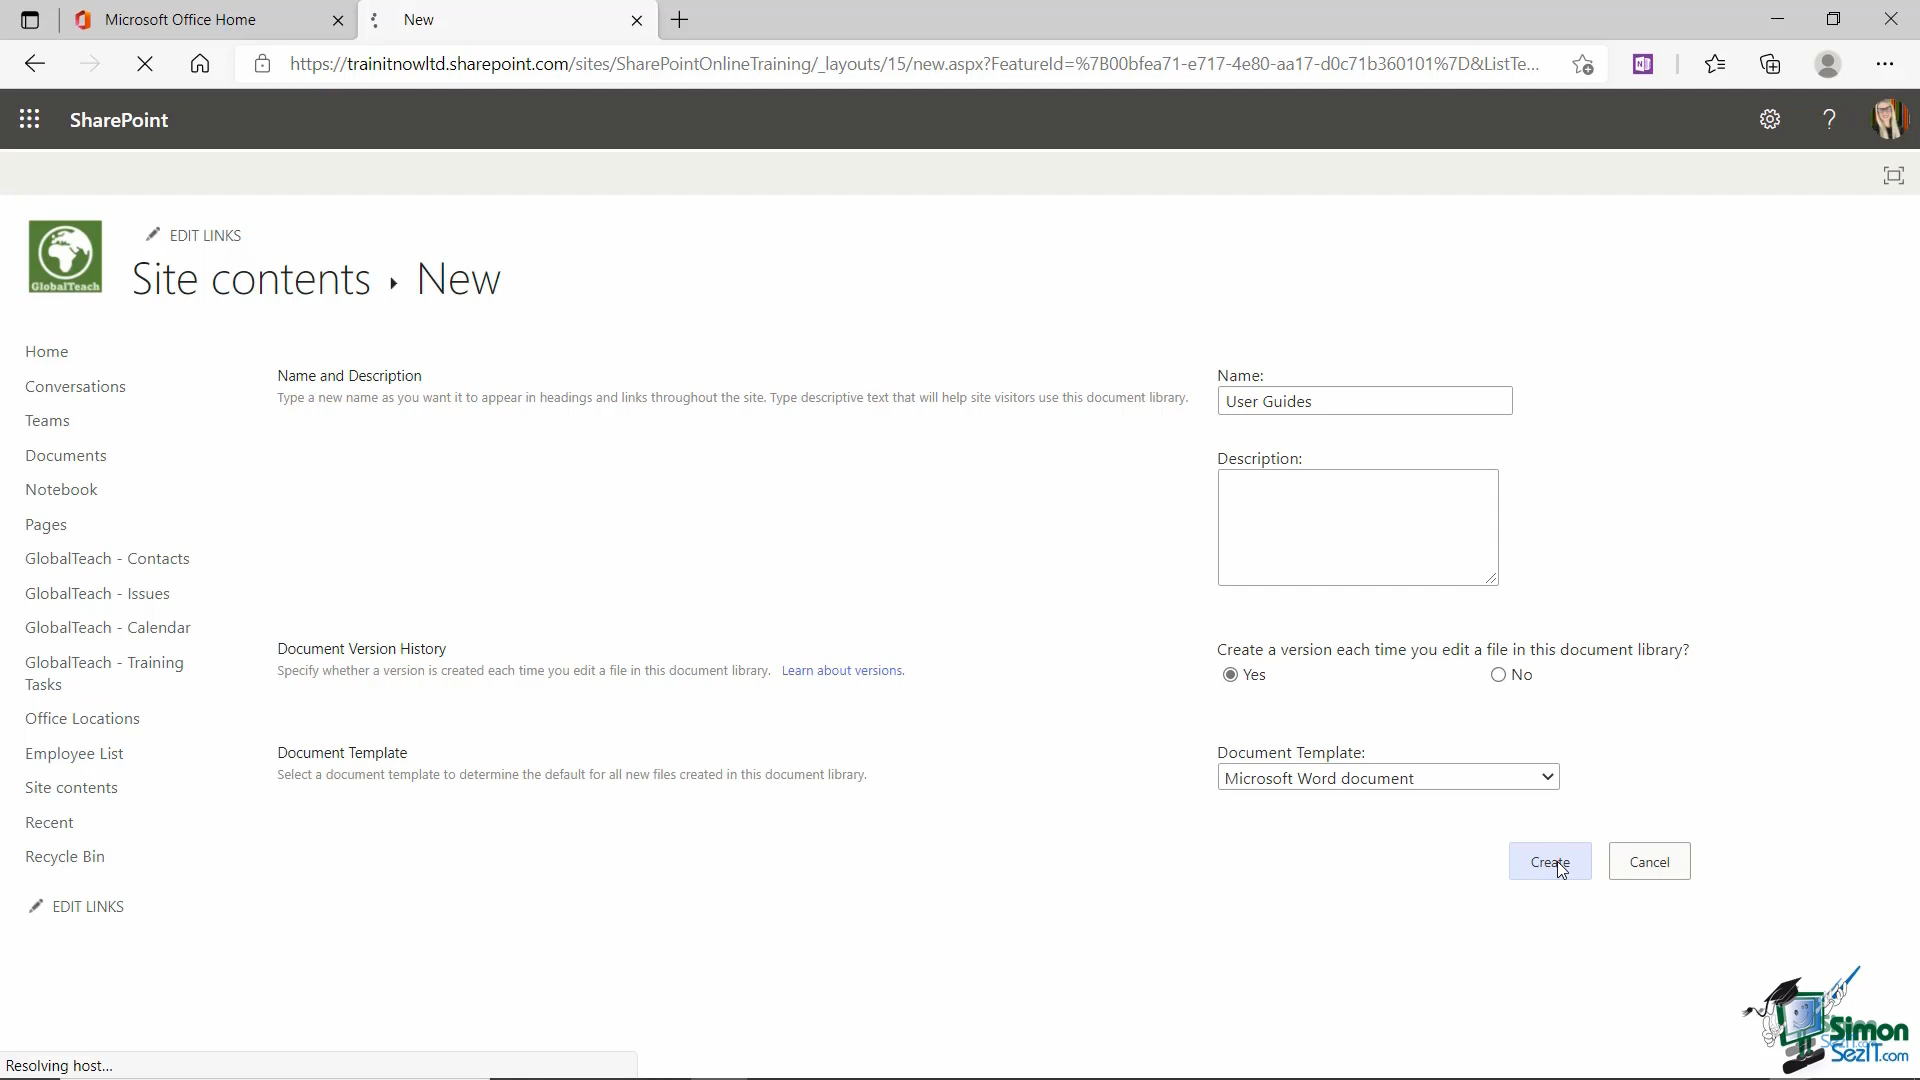 Microsoft Office Home
New
https://trainitnowltd.sharepoint.com/sites/SharePointOnlineTraining/_layouts/15/new.aspx?FeatureId=%7B00bfea71-e717-4e80-aa17-d0c71b360101%7D&ListTe...
SharePoint
EDIT LINKS
GlobalTeach
Site contents ▸ New
Home
Conversations
Teams
Documents
Notebook
Pages
GlobalTeach - Contacts
GlobalTeach - Issues
GlobalTeach - Calendar
GlobalTeach - Training
Tasks
Office Locations
Employee List
Site contents
Recent
Recycle Bin
EDIT LINKS
Name and Description
Type a new name as you want it to appear in headings and links throughout the site. Type descriptive text that will help site visitors use this document library.
Name:
User Guides
Description:
Document Version History
Specify whether a version is created each time you edit a file in this document library. Learn about versions.
Create a version each time you edit a file in this document library?
Yes No
Document Template
Select a document template to determine the default for all new files created in this document library.
Document Template:
Microsoft Word document
Create Cancel
Resolving host...
Simon
SezIT.com